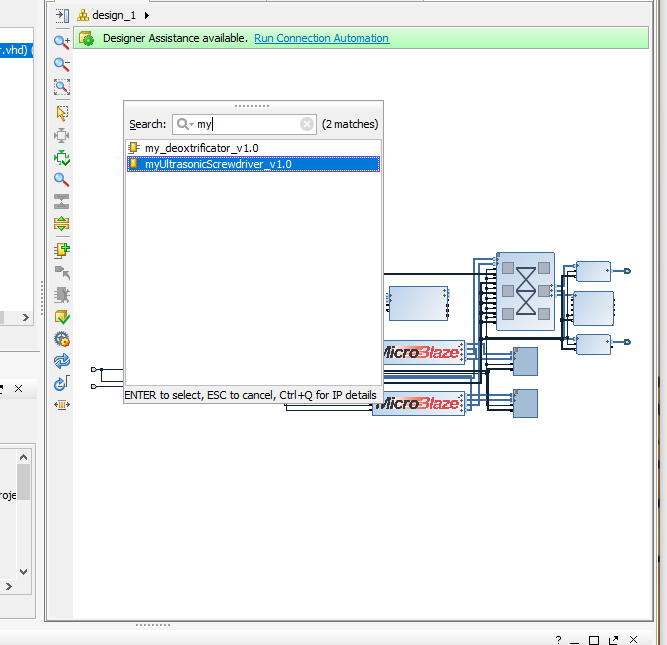 design_1
Designer Assistance available. Run Connection Automation
r.vhd) (
Search: my (2 matches)
my_deoxtrificator_v1.0
myUltrasonicScrewdriver_v1.0
MicroBlaze
ENTER to select, ESC to cancel, Ctrl+Q for IP details
MicroBlaze
roje